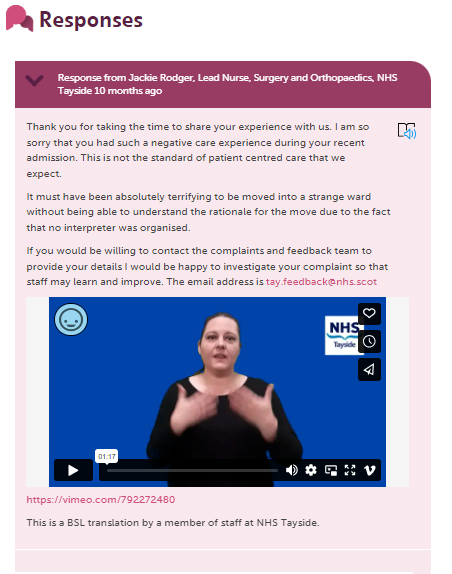 Responses
Response from Jackie Rodger, Lead Nurse, Surgery and Orthopaedics, NHS
Tayside 10 months ago
Thank you for taking the time to share your experience with us. I am so
sorry that you had such a negative care experience during your recent
admission. This is not the standard of patient centred care that we
expect.
It must have been absolutely terrifying to be moved into a strange ward
without being able to understand the rationale for the move due to the fact
that no interpreter was organised.
If you would be willing to contact the complaints and feedback team to
provide your details I would be happy to investigate your complaint so that
staff may learn and improve. The email address is tay.feedback@nhs.scot
NHS
Tayside
01:17
https://vimeo.com/792272480
This is a BSL translation by a member of staff at NHS Tayside.